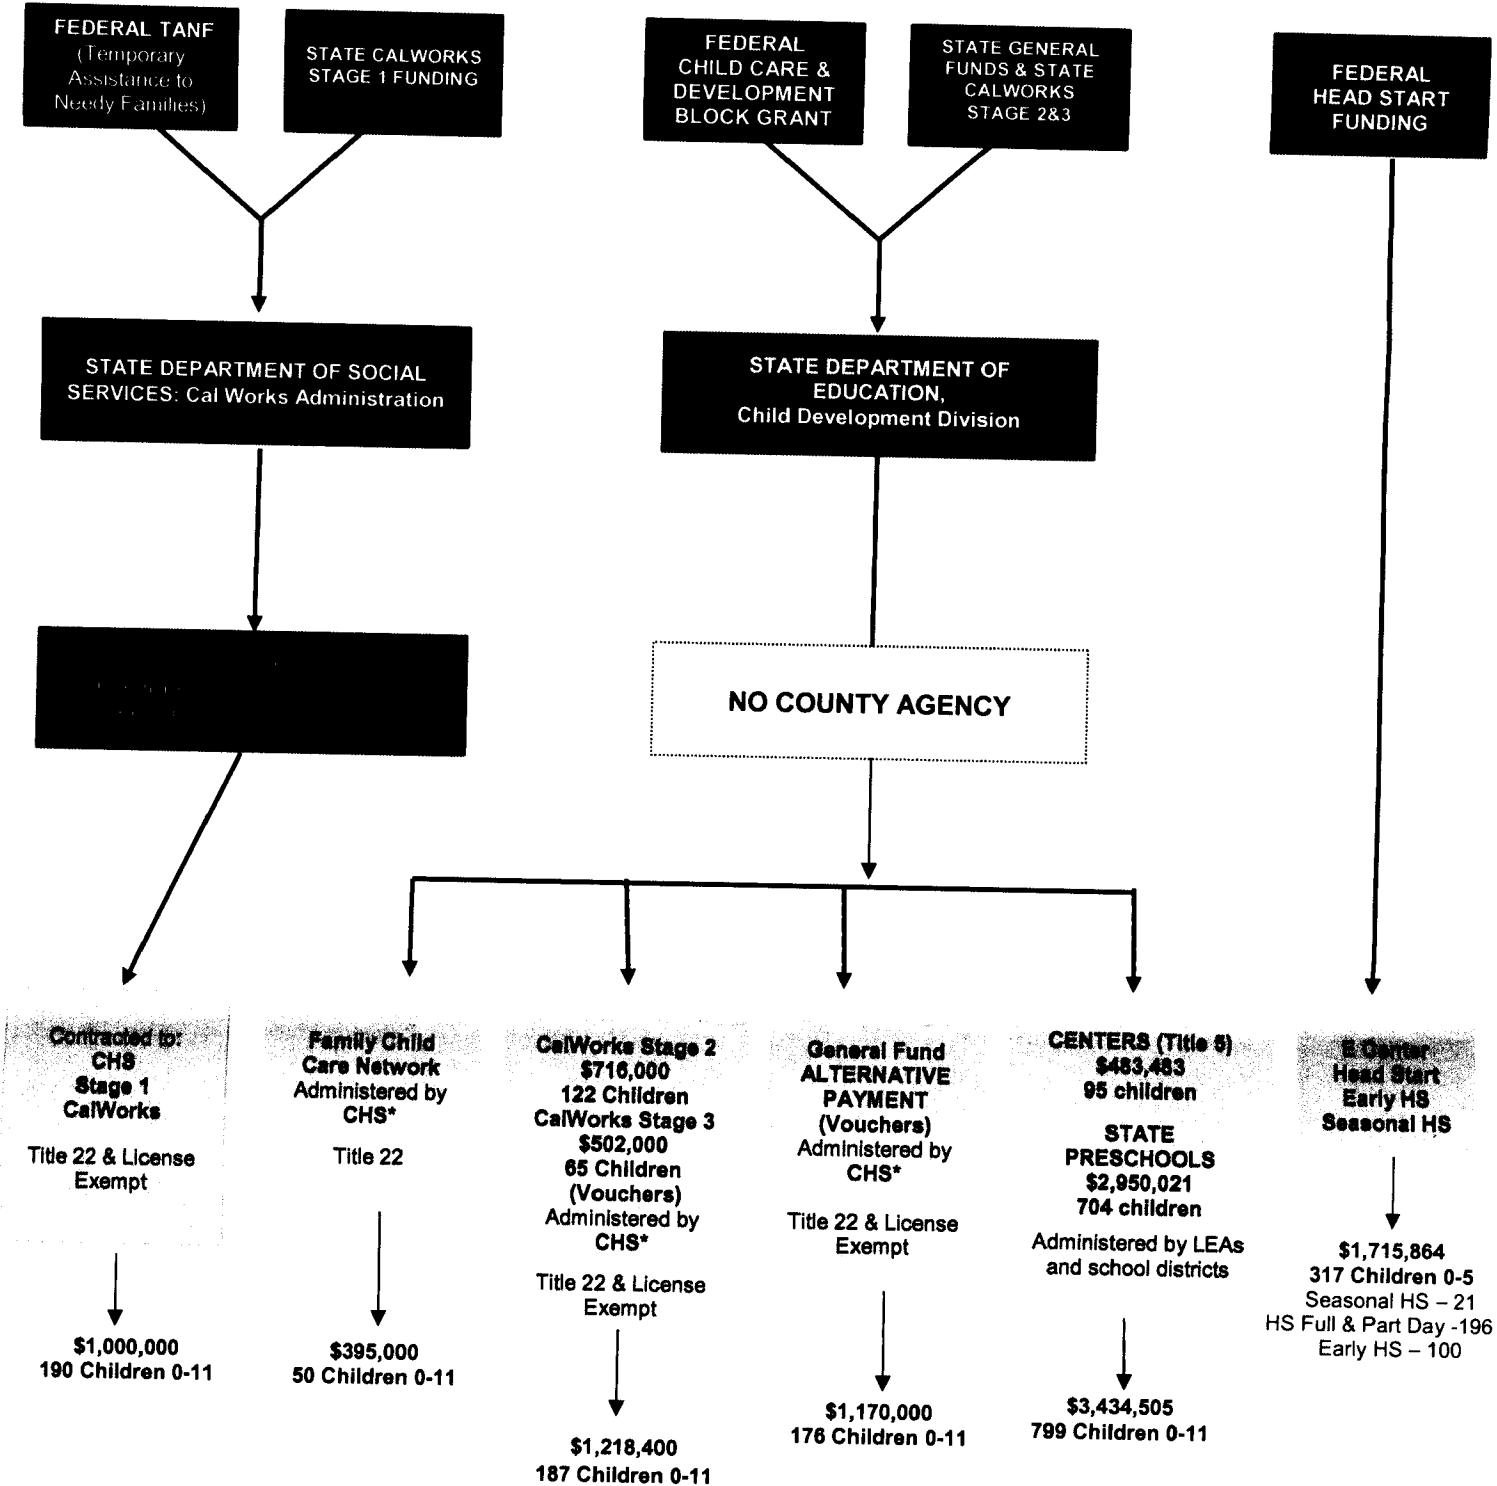 FEDERAL TANF
(Temporary
Assistance to
Needy Families)
STATE CALWORKS
STAGE 1 FUNDING
FEDERAL
CHILD CARE &
DEVELOPMENT
BLOCK GRANT
STATE GENERAL
FUNDS & STATE
CALWORKS
STAGE 2&3
FEDERAL
HEAD START
FUNDING
STATE DEPARTMENT OF SOCIAL
SERVICES: Cal Works Administration
STATE DEPARTMENT OF
EDUCATION,
Child Development Division
NO COUNTY AGENCY
Contracted to:
CHS
Stage 1
CalWorks
Title 22 & License
Exempt
$1,000,000
190 Children 0-11
Family Child
Care Network
Administered by
CHS*
Title 22
$395,000
50 Children 0-11
CalWorks Stage 2
$716,000
122 Children
CalWorks Stage 3
$502,000
65 Children
(Vouchers)
Administered by
CHS*
Title 22 & License
Exempt
$1,218,400
187 Children 0-11
General Fund
ALTERNATIVE
PAYMENT
(Vouchers)
Administered by
CHS*
Title 22 & License
Exempt
$1,170,000
176 Children 0-11
CENTERS (Title 5)
$483,483
95 children
STATE
PRESCHOOLS
$2,950,021
704 children
Administered by LEAs
and school districts
$3,434,505
799 Children 0-11
E Center
Head Start
Early HS
Seasonal HS
$1,715,864
317 Children 0-5
Seasonal HS – 21
HS Full & Part Day -196
Early HS – 100